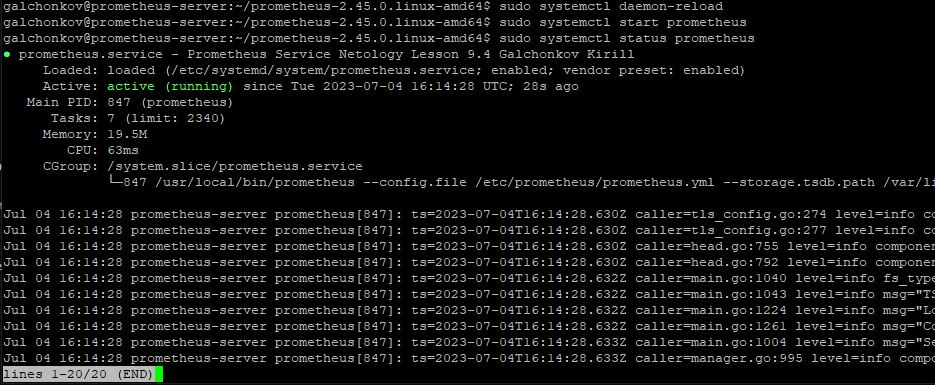 galchonkov@prometheus-server:~/prometheus-2.45.0.linux-amd64$ sudo systemctl daemon-reload
galchonkov@prometheus-server:~/prometheus-2.45.0.linux-amd64$ sudo systemctl start prometheus
galchonkov@prometheus-server:~/prometheus-2.45.0.linux-amd64$ sudo systemctl status prometheus
● prometheus.service - Prometheus Service Netology Lesson 9.4 Galchonkov Kirill
Loaded: loaded (/etc/systemd/system/prometheus.service; enabled; vendor preset: enabled)
Active: active (running) since Tue 2023-07-04 16:14:28 UTC; 28s ago
Main PID: 847 (prometheus)
Tasks: 7 (limit: 2340)
Memory: 19.5M
CPU: 63ms
CGroup: /system.slice/prometheus.service
└─847 /usr/local/bin/prometheus --config.file /etc/prometheus/prometheus.yml --storage.tsdb.path /var/li
Jul 04 16:14:28 prometheus-server prometheus[847]: ts=2023-07-04T16:14:28.630Z caller=tls_config.go:274 level=info co
Jul 04 16:14:28 prometheus-server prometheus[847]: ts=2023-07-04T16:14:28.630Z caller=tls_config.go:277 level=info co
Jul 04 16:14:28 prometheus-server prometheus[847]: ts=2023-07-04T16:14:28.630Z caller=head.go:755 level=info componen
Jul 04 16:14:28 prometheus-server prometheus[847]: ts=2023-07-04T16:14:28.630Z caller=head.go:792 level=info componen
Jul 04 16:14:28 prometheus-server prometheus[847]: ts=2023-07-04T16:14:28.632Z caller=main.go:1040 level=info fs_type
Jul 04 16:14:28 prometheus-server prometheus[847]: ts=2023-07-04T16:14:28.632Z caller=main.go:1043 level=info msg="TS
Jul 04 16:14:28 prometheus-server prometheus[847]: ts=2023-07-04T16:14:28.632Z caller=main.go:1224 level=info msg="Lo
Jul 04 16:14:28 prometheus-server prometheus[847]: ts=2023-07-04T16:14:28.632Z caller=main.go:1261 level=info msg="Co
Jul 04 16:14:28 prometheus-server prometheus[847]: ts=2023-07-04T16:14:28.633Z caller=main.go:1004 level=info msg="Se
Jul 04 16:14:28 prometheus-server prometheus[847]: ts=2023-07-04T16:14:28.633Z caller=manager.go:995 level=info compo
lines 1-20/20 (END)